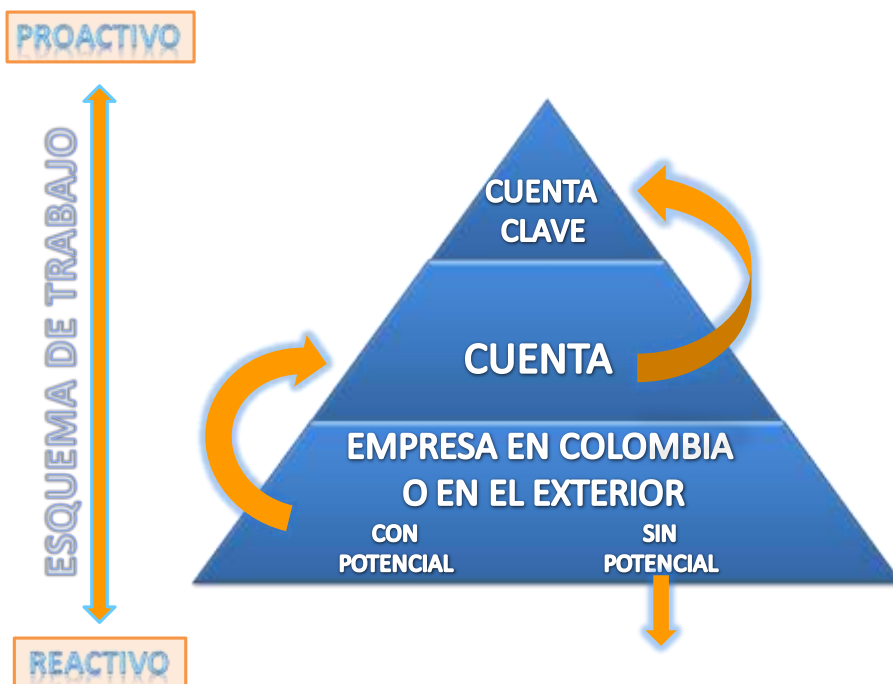 PROACTIVO
ESQUEMA DE TRABAJO
CUENTA
CLAVE
CUENTA
EMPRESA EN COLOMBIA
O EN EL EXTERIOR
CON
POTENCIAL
SIN
POTENCIAL
REACTIVO